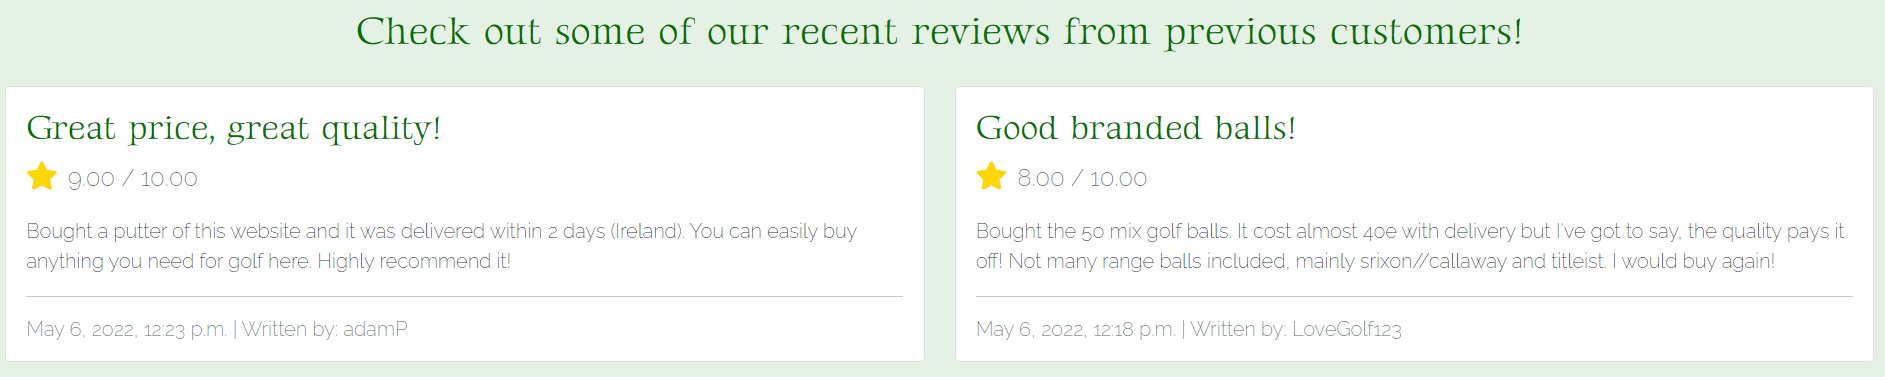 Check out some of our recent reviews from previous customers!
Great price, great quality!
9.00 / 10.00
Bought a putter of this website and it was delivered within 2 days (Ireland). You can easily buy
anything you need for golf here. Highly recommend it!
May 6, 2022, 12:23 p.m. | Written by: adamP
Good branded balls!
8.00 / 10.00
Bought the 50 mix golf balls. It cost almost 40e with delivery but I've got to say, the quality pays it
off! Not many range balls included, mainly srixon//callaway and titleist. I would buy again!
May 6, 2022, 12:18 p.m. | Written by: LoveGolf123